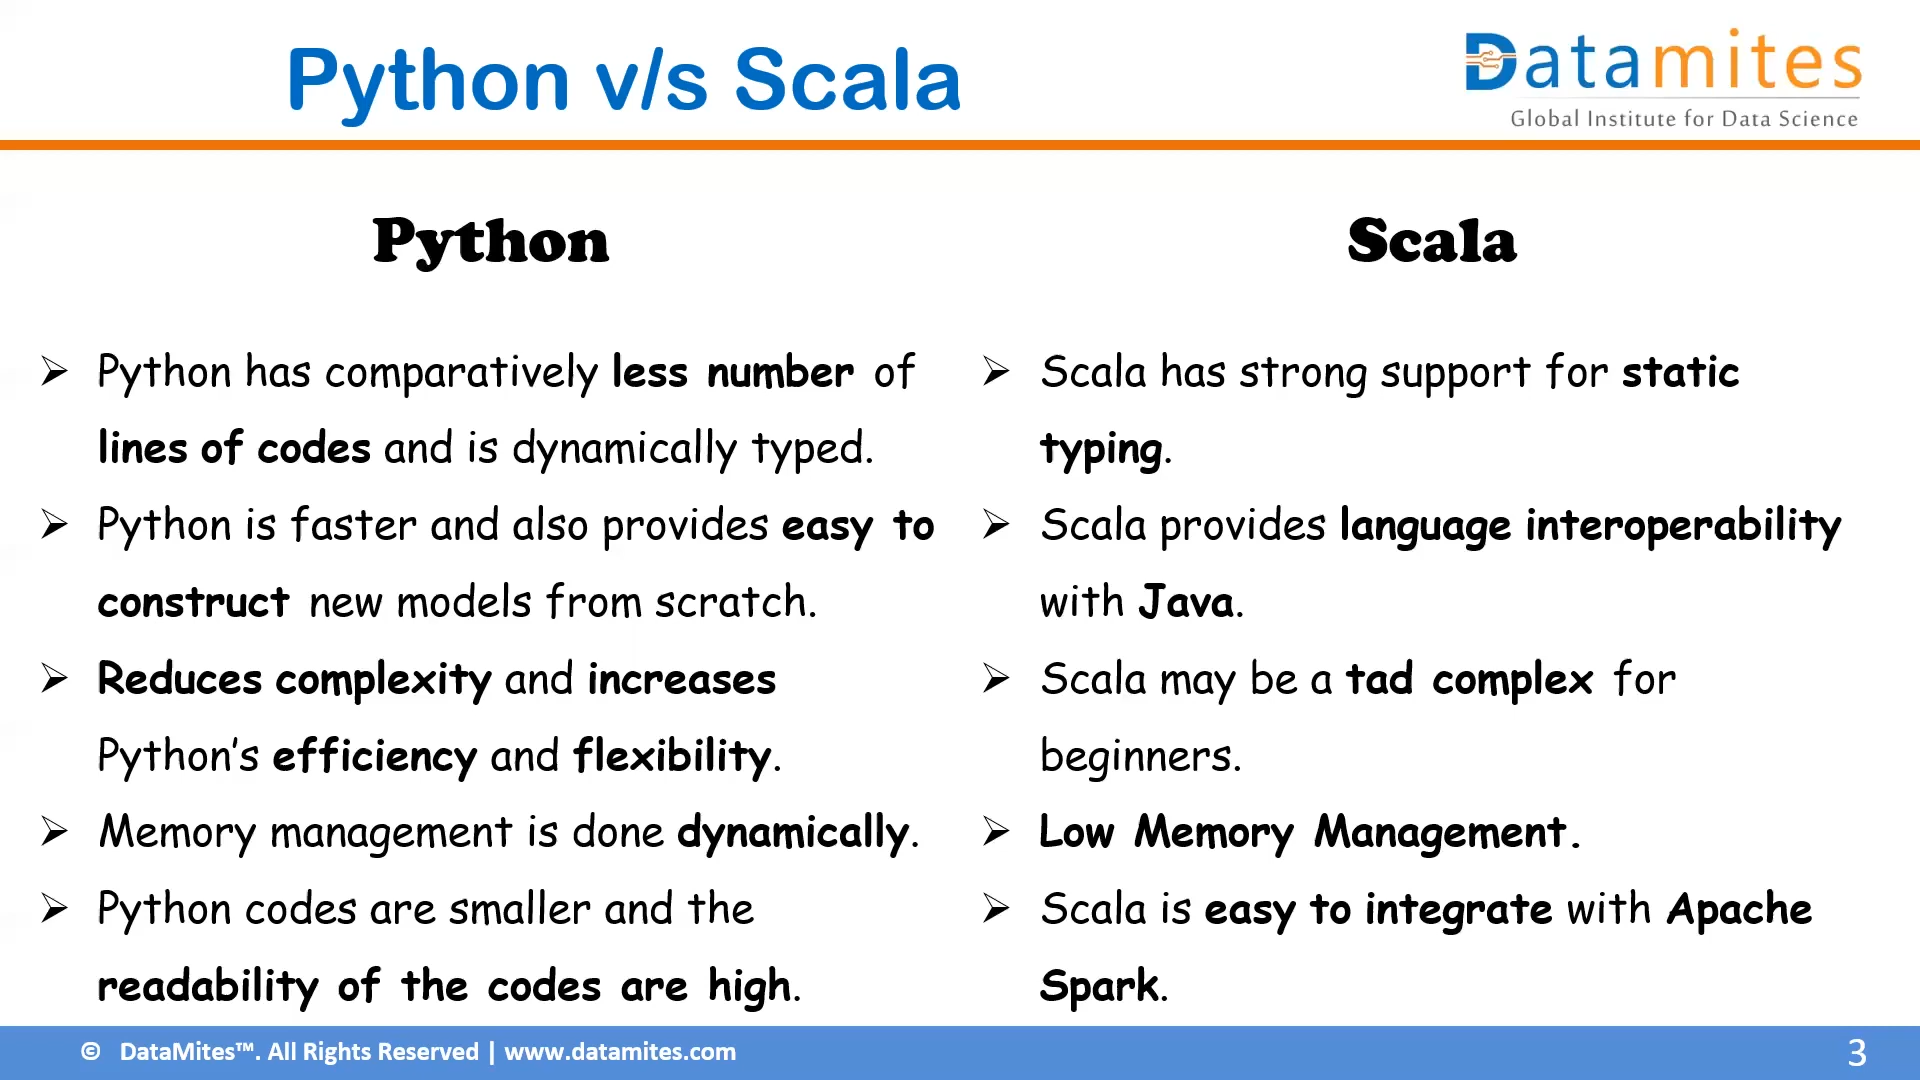 Python v/s Scala
Datamites
Global Institute for Data Science
Python
➢ Python has comparatively less number of
lines of codes and is dynamically typed.
➢ Python is faster and also provides easy to
construct new models from scratch.
➢ Reduces complexity and increases
Python’s efficiency and flexibility.
➢ Memory management is done dynamically.
➢ Python codes are smaller and the
readability of the codes are high.
Scala
➢ Scala has strong support for static
typing.
➢ Scala provides language interoperability
with Java.
➢ Scala may be a tad complex for
beginners.
➢ Low Memory Management.
➢ Scala is easy to integrate with Apache
Spark.
© DataMites™. All Rights Reserved | www.datamites.com
3